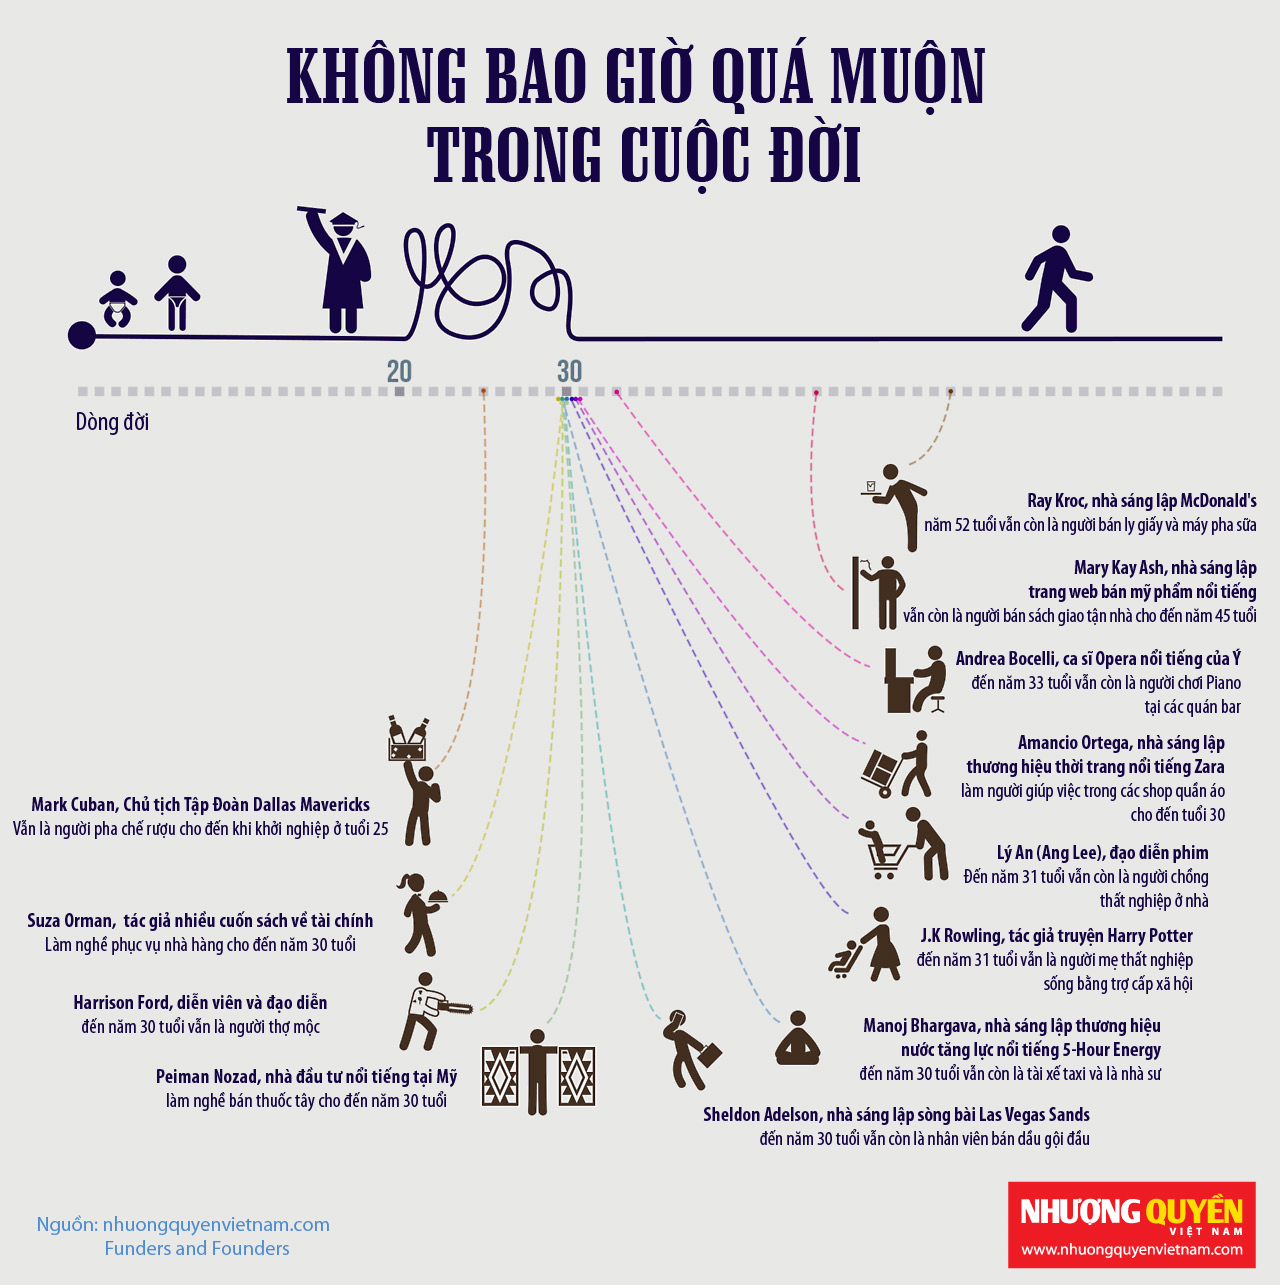 KHÔNG BAO GIỜ QUÁ MUỘN
TRONG CUỘC ĐỜI
20
30
Dòng đời
Ray Kroc, nhà sáng lập McDonald's
năm 52 tuổi vẫn còn là người bán ly giấy và máy pha sữa
Mary Kay Ash, nhà sáng lập
trang web bán mỹ phẩm nổi tiếng
vẫn còn là người bán sách giao tận nhà cho đến năm 45 tuổi
Andrea Bocelli, ca sĩ Opera nổi tiếng của Ý
đến năm 33 tuổi vẫn còn là người chơi Piano
tại các quán bar
Amancio Ortega, nhà sáng lập
thương hiệu thời trang nổi tiếng Zara
làm người giúp việc trong các shop quần áo
cho đến tuổi 30
Lý An (Ang Lee), đạo diễn phim
Đến năm 31 tuổi vẫn còn là người chồng
thất nghiệp ở nhà
J.K Rowling, tác giả truyện Harry Potter
đến năm 31 tuổi vẫn là người mẹ thất nghiệp
sống bằng trợ cấp xã hội
Manoj Bhargava, nhà sáng lập thương hiệu
nước tăng lực nổi tiếng 5-Hour Energy
đến năm 30 tuổi vẫn còn là tài xế taxi và là nhà sư
Sheldon Adelson, nhà sáng lập sòng bài Las Vegas Sands
đến năm 30 tuổi vẫn còn là nhân viên bán dầu gội đầu
Mark Cuban, Chủ tịch Tập Đoàn Dallas Mavericks
Vẫn là người pha chế rượu cho đến khi khởi nghiệp ở tuổi 25
Suza Orman, tác giả nhiều cuốn sách về tài chính
Làm nghề phục vụ nhà hàng cho đến năm 30 tuổi
Harrison Ford, diễn viên và đạo diễn
đến năm 30 tuổi vẫn là người thợ mộc
Peiman Nozad, nhà đầu tư nổi tiếng tại Mỹ
làm nghề bán thuốc tây cho đến năm 30 tuổi
Nguồn: nhuongquyenvietnam.com
Funders and Founders
NHƯỢNG QUYỀN
VIỆT NAM
www.nhuongquyenvietnam.com